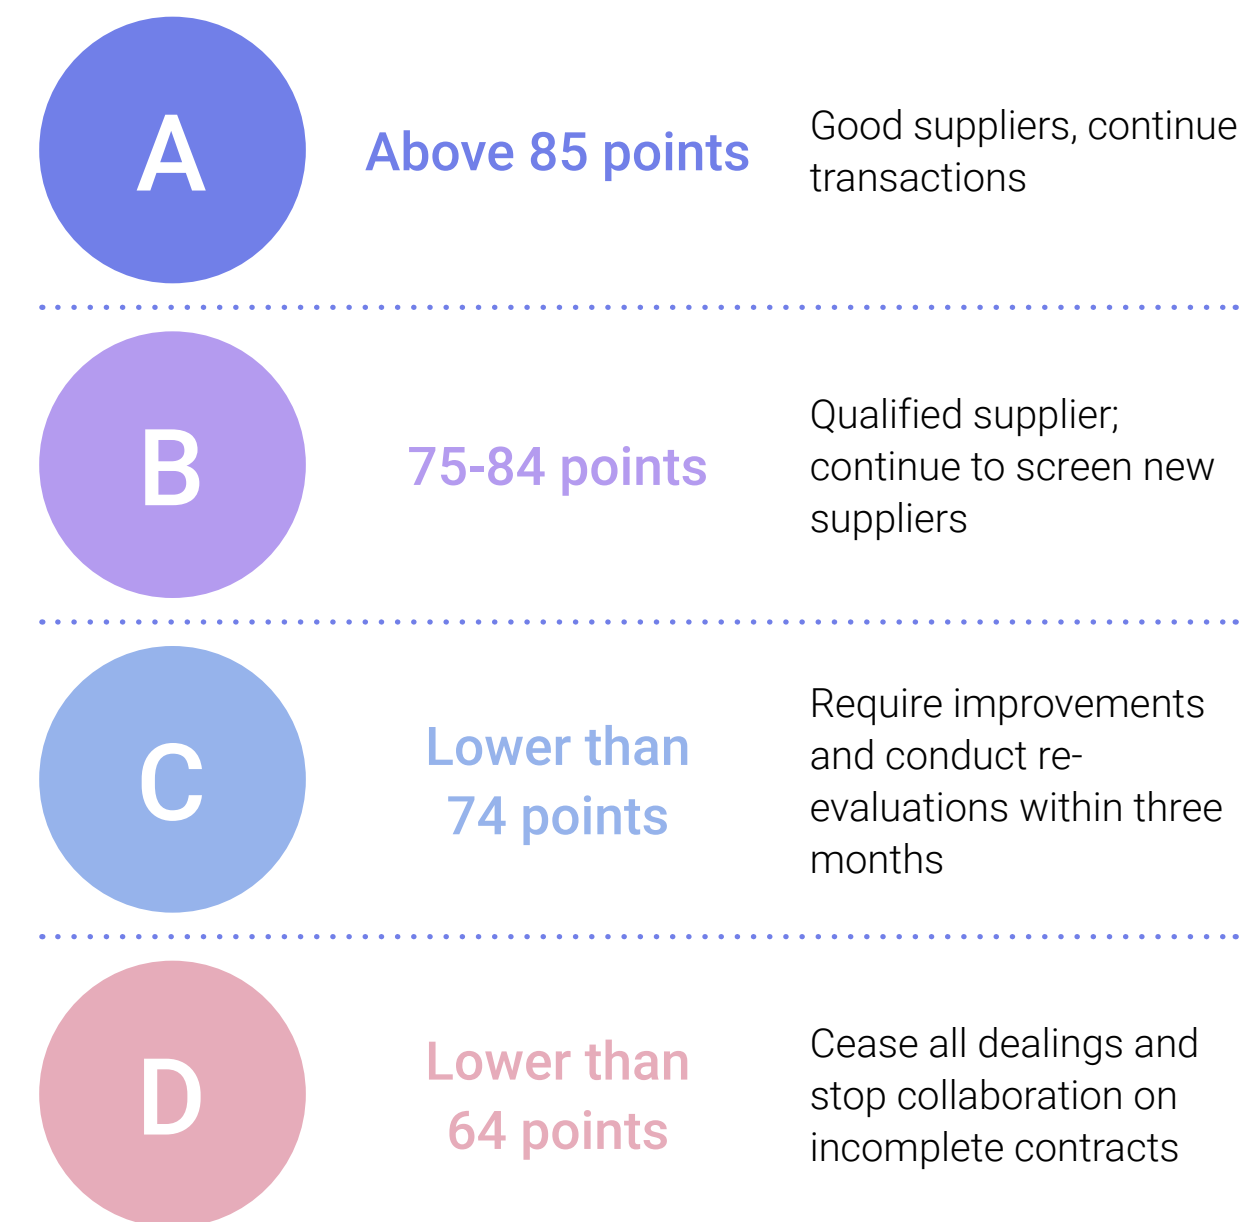 A
Above 85 points
Good suppliers, continue
transactions
B
75-84 points
Qualified supplier;
continue to screen new
suppliers
C
Lower than
74 points
Require improvements
and conduct re-
evaluations within three
months
D
Lower than
64 points
Cease all dealings and
stop collaboration on
incomplete contracts